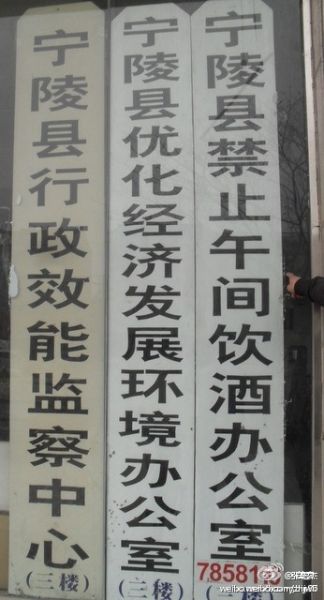 宁陵县行政效能监察中心
(三楼)
宁陵县优化经济发展环境办公室
(三楼)
宁陵县禁止午间饮酒办公室